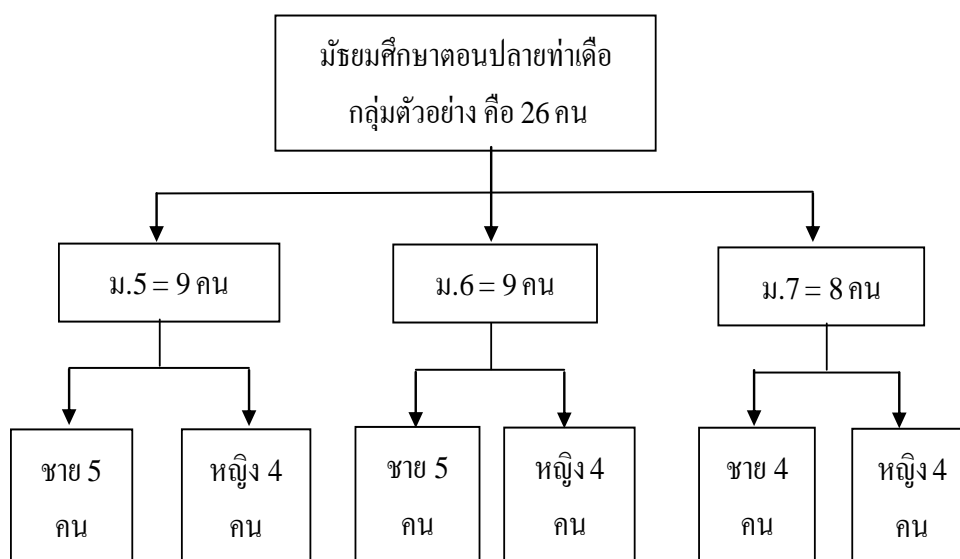 มัธยมศึกษาตอนปลายท่าเดือ
กลุ่มตัวอย่าง คือ 26 คน
ม.5 = 9 คน
ม.6 = 9 คน
ม.7 = 8 คน
ชาย 5
คน
หญิง 4
คน
ชาย 5
คน
หญิง 4
คน
ชาย 4
คน
หญิง 4
คน